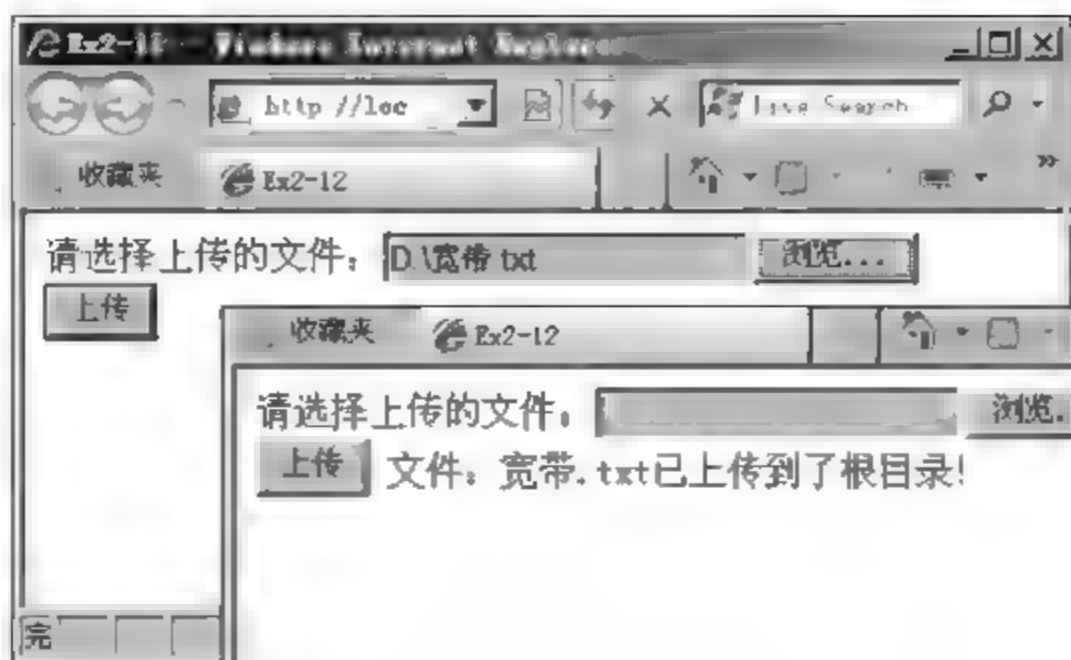 Ex2-12 - Windows Internet Explorer
http //loc
Live Search
收藏夹 Ex2-12
请选择上传的文件: D \宽带 txt 浏览...
上传
收藏夹 Ex2-12
请选择上传的文件: 浏览.
上传 文件: 宽带.txt已上传到了根目录!
完